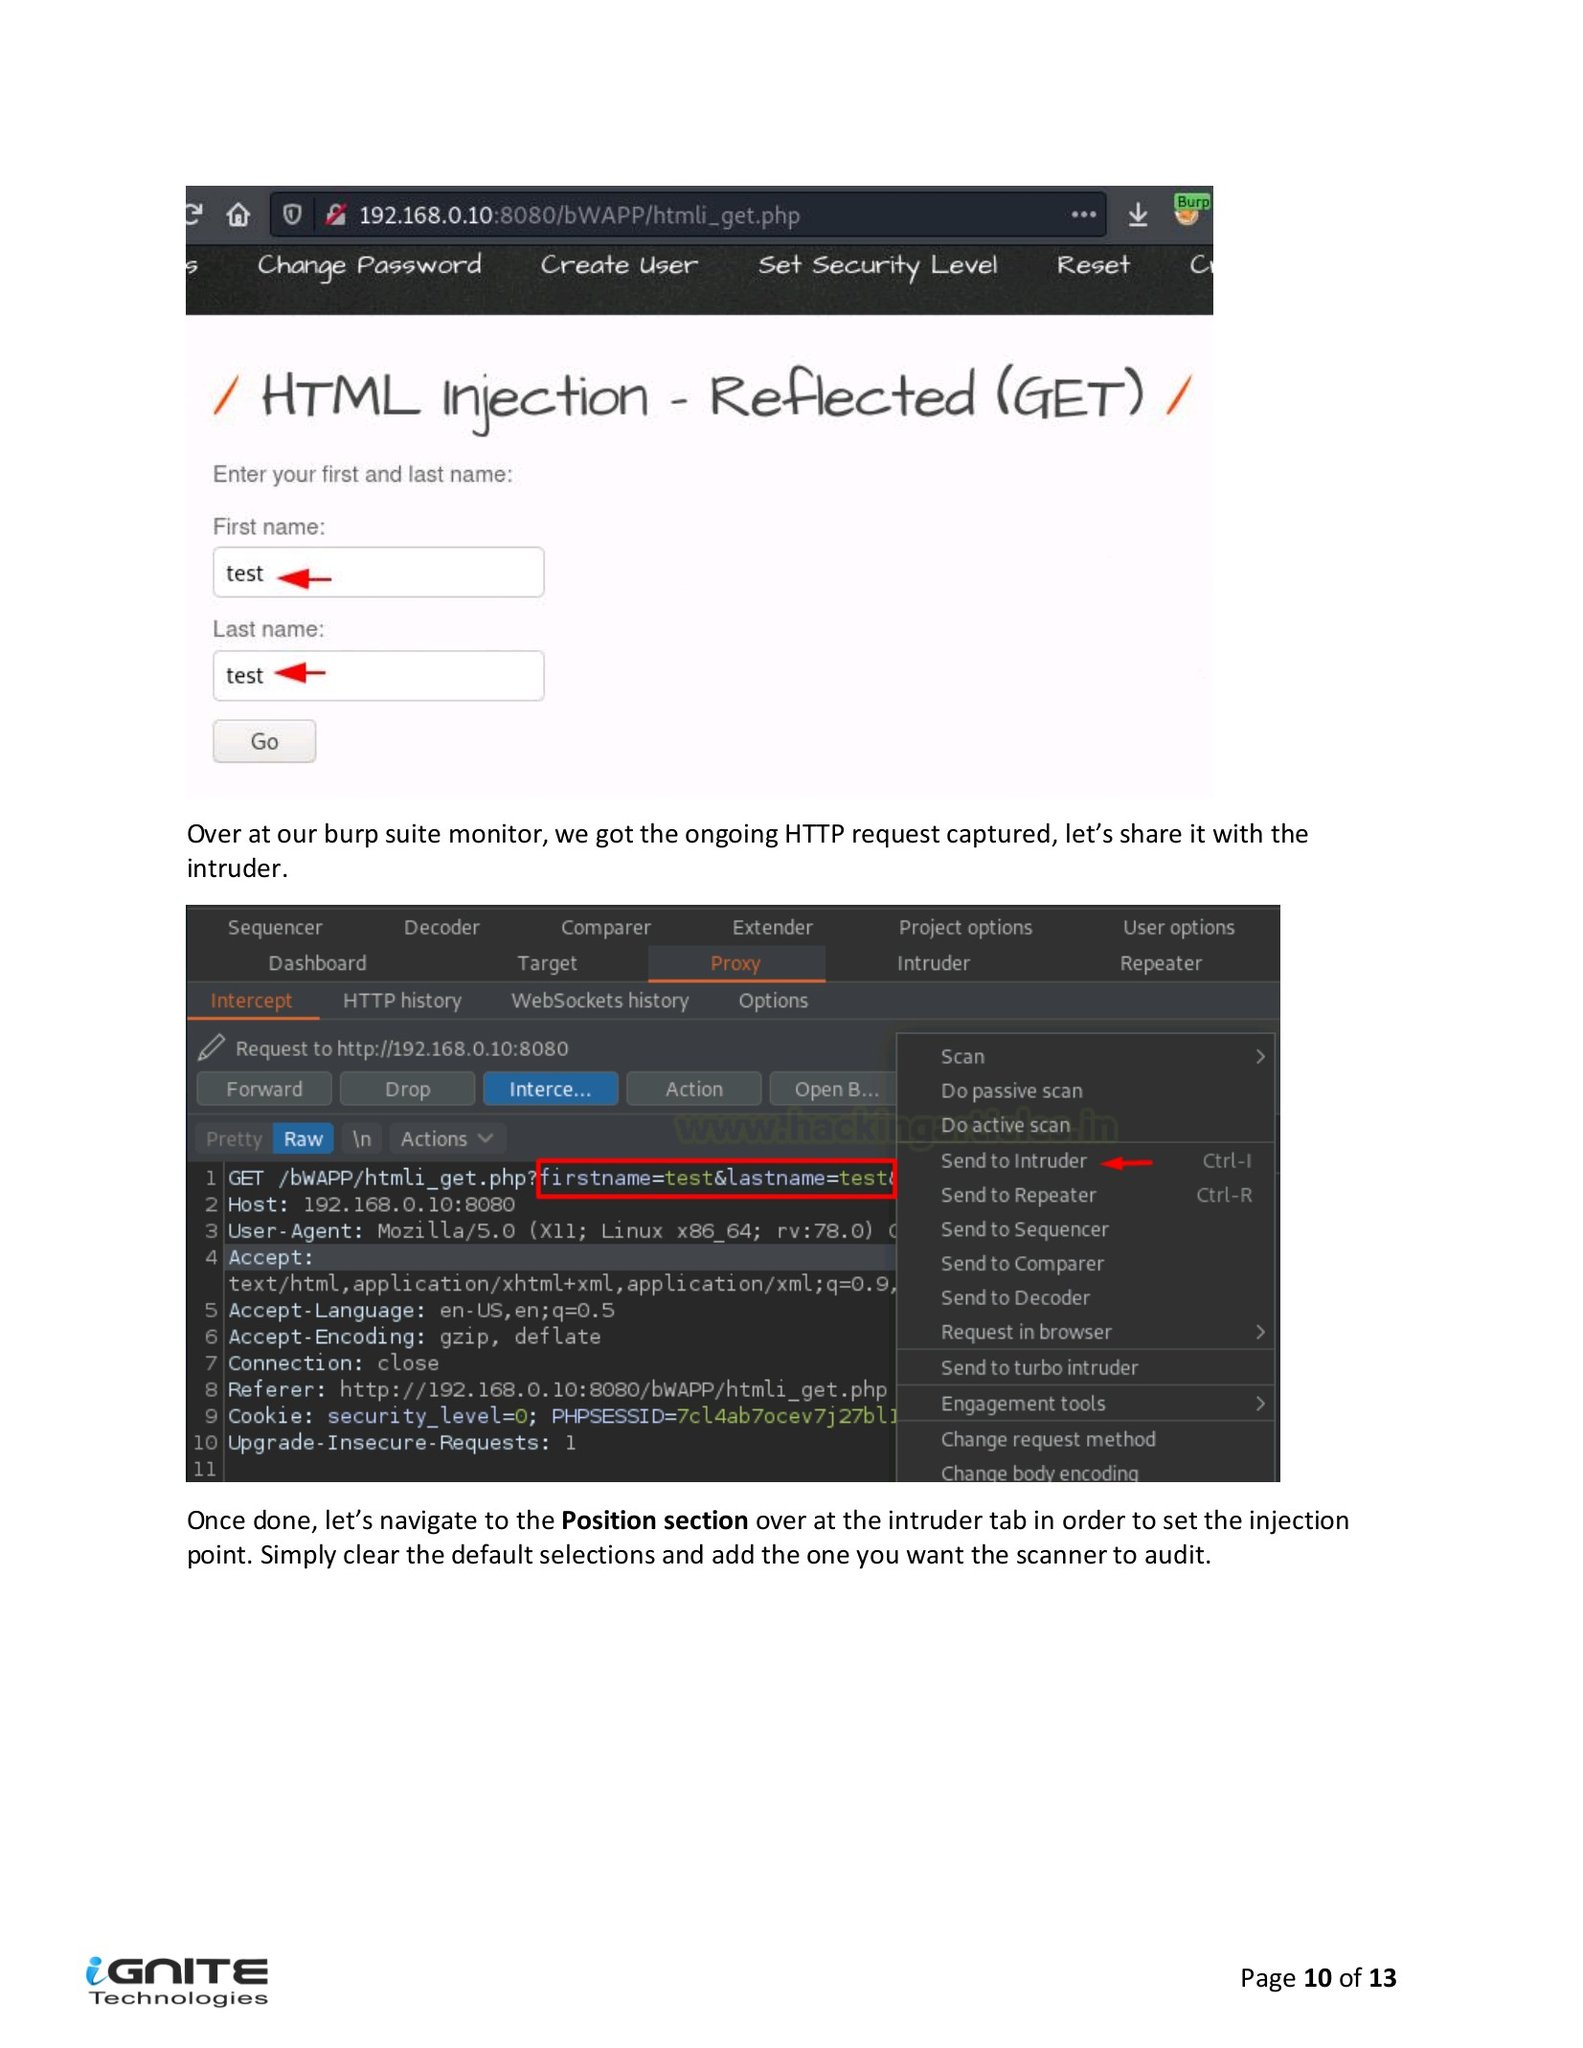 192.168.0.10:8080/bWAPP/htmli_get.php
Burp
s Change Password Create User Set Security Level Reset
/ HTML Injection - Reflected (GET) /
Enter your first and last name:
First name:
test
Last name:
test
Go
Over at our burp suite monitor, we got the ongoing HTTP request captured, let’s share it with the
intruder.
Sequencer Decoder Comparer Extender Project options User options
Dashboard Target Proxy Intruder Repeater
Intercept HTTP history WebSockets history Options
Request to http://192.168.0.10:8080
Forward Drop Interce... Action Open B...
www.hackingarticles.in
Pretty Raw \n Actions
1 GET /bWAPP/htmli_get.php?firstname=test&lastname=test&
2 Host: 192.168.0.10:8080
3 User-Agent: Mozilla/5.0 (X11; Linux x86_64; rv:78.0)
4 Accept:
text/html,application/xhtml+xml,application/xml;q=0.9,
5 Accept-Language: en-US,en;q=0.5
6 Accept-Encoding: gzip, deflate
7 Connection: close
8 Referer: http://192.168.0.10:8080/bWAPP/htmli_get.php
9 Cookie: security_level=0; PHPSESSID=7cl4ab7ocev7j27bl1
10 Upgrade-Insecure-Requests: 1
11
Scan
Do passive scan
Do active scan
Send to Intruder Ctrl-I
Send to Repeater Ctrl-R
Send to Sequencer
Send to Comparer
Send to Decoder
Request in browser
Send to turbo intruder
Engagement tools
Change request method
Change body encoding
Once done, let’s navigate to the Position section over at the intruder tab in order to set the injection
point. Simply clear the default selections and add the one you want the scanner to audit.
iGNITE
Technologies
Page 10 of 13